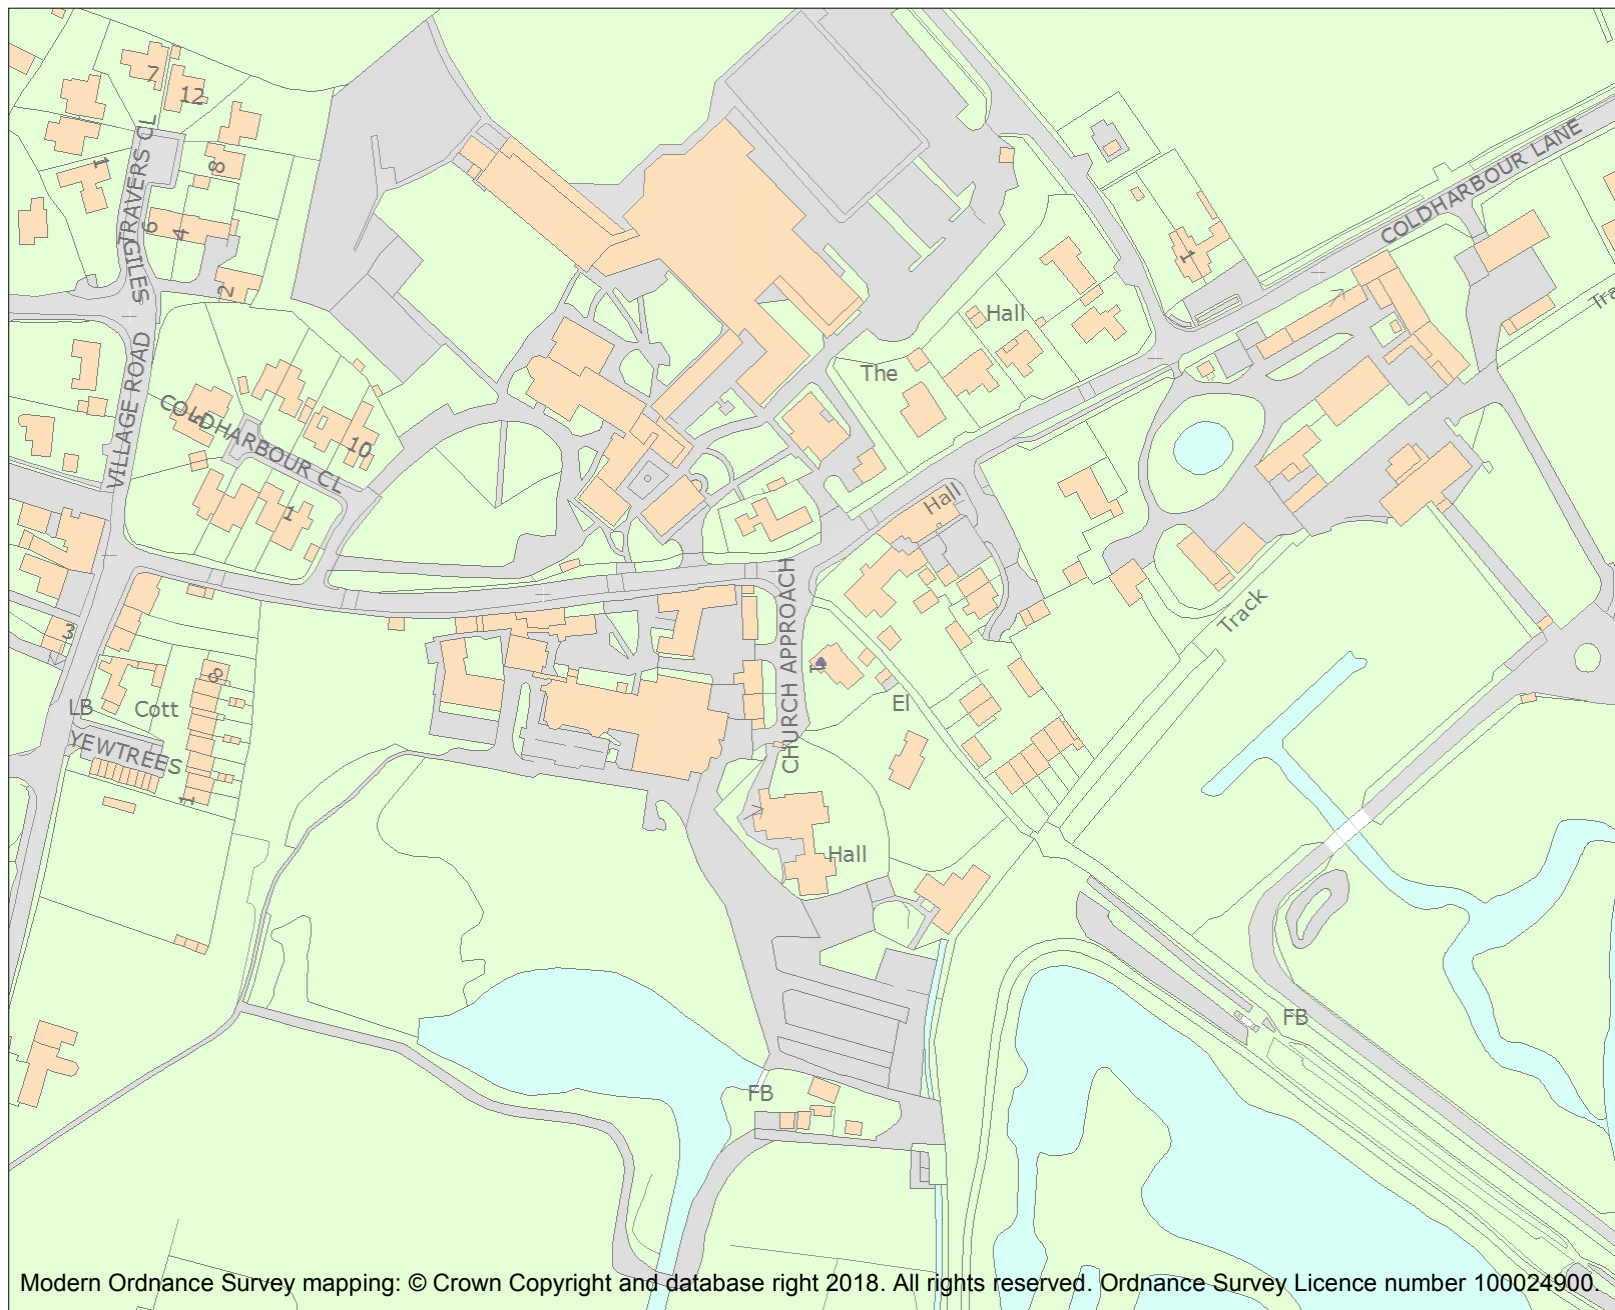 7
12
TRAVERS CL
1
8
6
4
GILES
2
COLDHARBOUR LANE
1
Hall
The
VILLAGE ROAD
COLDHARBOUR CL
10
1
Hall
CHURCH APPROACH
Track
3
8
LB
Cott
YEWTREES
1
1
El
Hall
FB
FB
Modern Ordnance Survey mapping: © Crown Copyright and database right 2018. All rights reserved. Ordnance Survey Licence number 100024900.